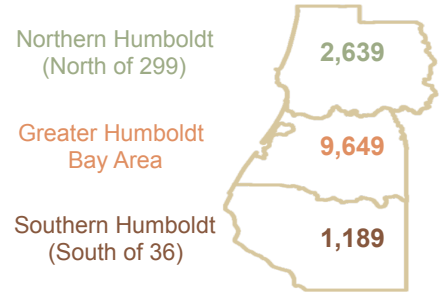 Northern Humboldt
(North of 299)
2,639
Greater Humboldt
Bay Area
9,649
Southern Humboldt
(South of 36)
1,189